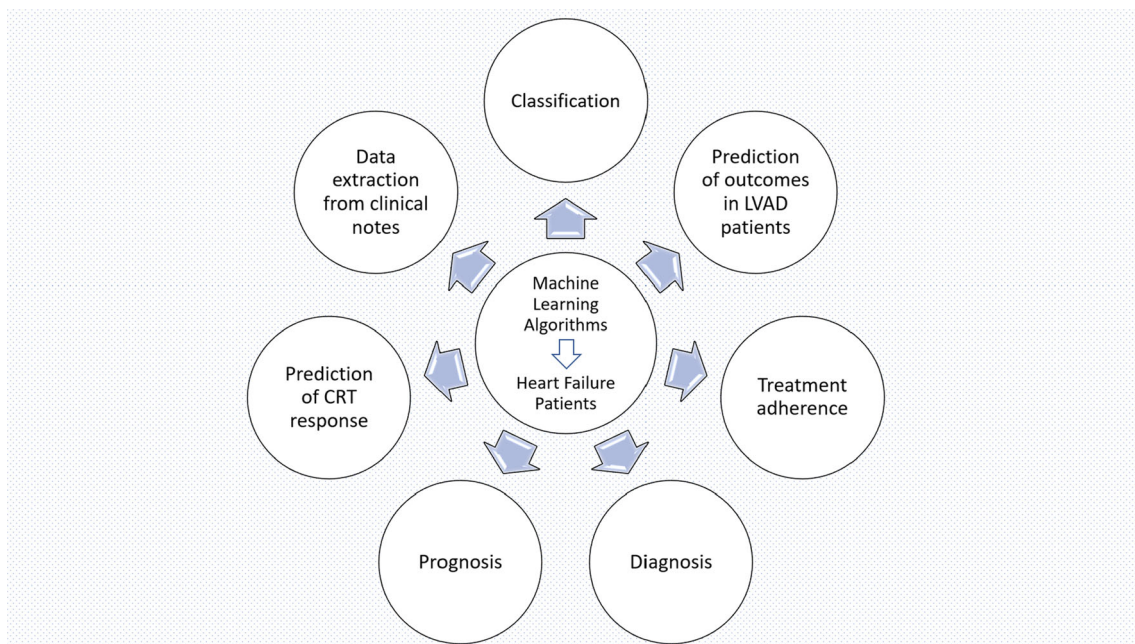 Classification
Prediction
of outcomes
in LVAD
patients
Treatment
adherence
Diagnosis
Prognosis
Prediction
of CRT
response
Data
extraction
from clinical
notes
Machine
Learning
Algorithms
Heart Failure
Patients